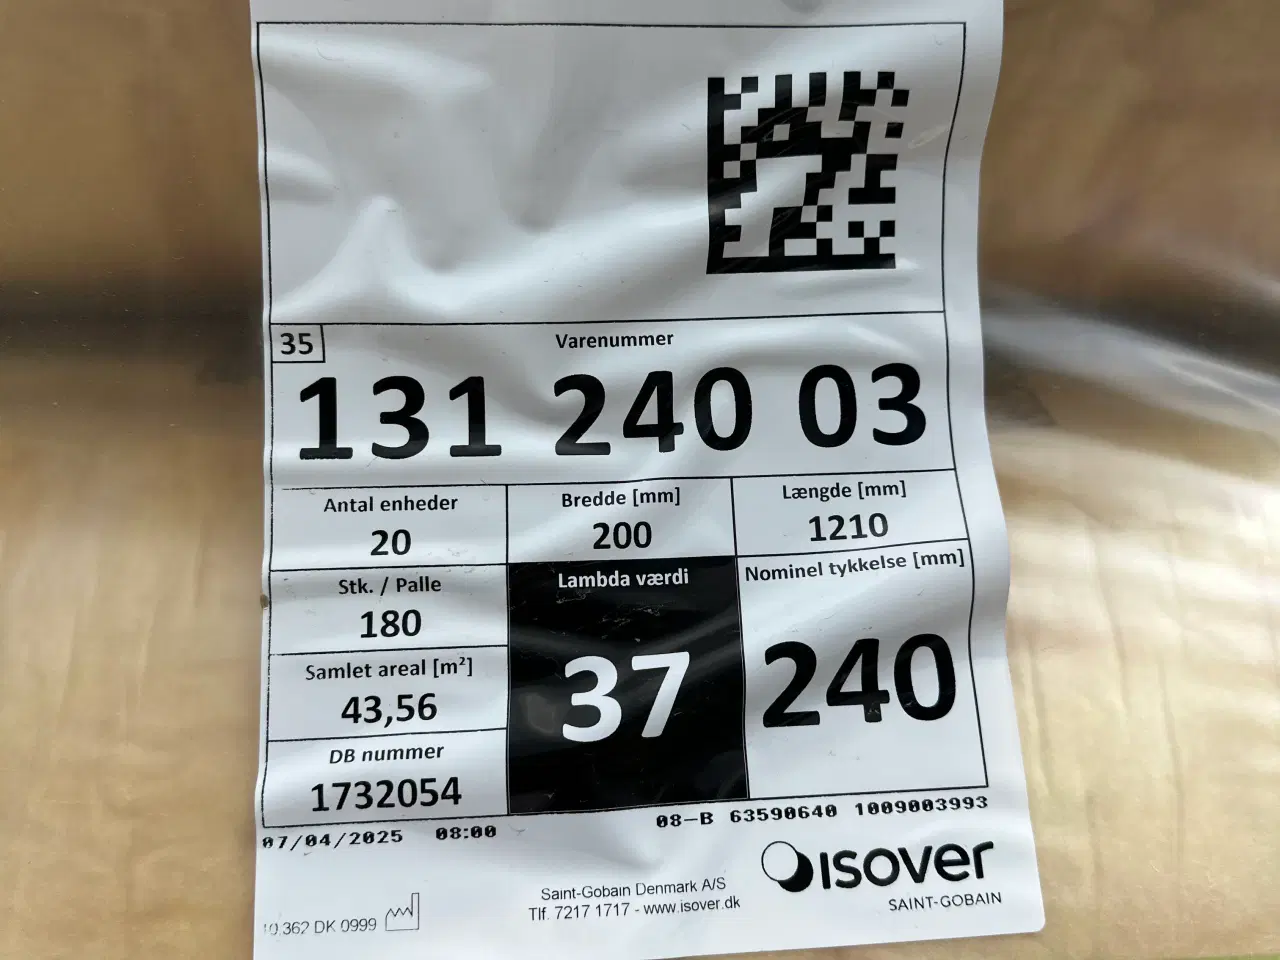 35
Varenummer
131 240 03
Antal enheder
20
Bredde [mm]
200
Længde [mm]
1210
Stk. / Palle
180
Lambda værdi
37
Nominel tykkelse [mm]
240
Samlet areal [m²]
43,56
DB nummer
1732054
07/04/2025 08:00
08-B 63590640 1009003993
ISOVER
SAINT-GOBAIN
Saint-Gobain Denmark A/S
Tlf. 7217 1717 - www.isover.dk
DK 0999